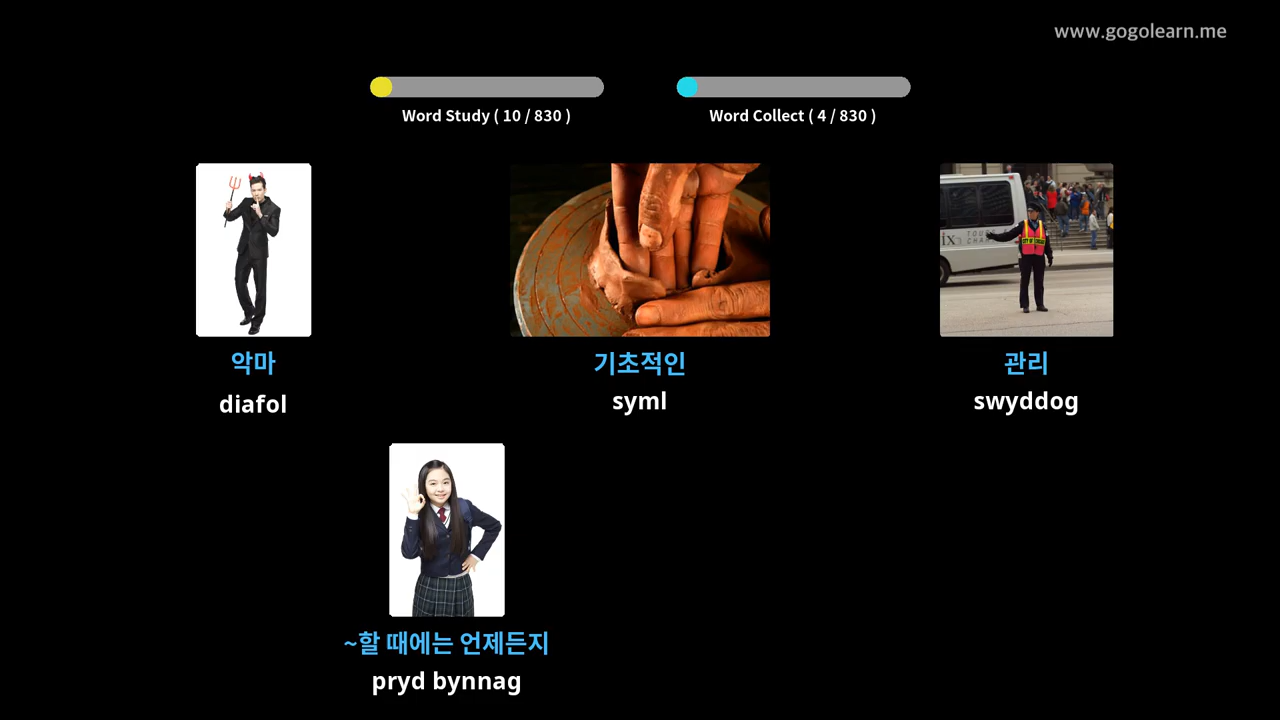 www.gogolearn.me
Word Study ( 10 / 830 )
Word Collect ( 4 / 830 )
악마
diafol
기초적인
syml
관리
swyddog
~할 때에는 언제든지
pryd bynnag